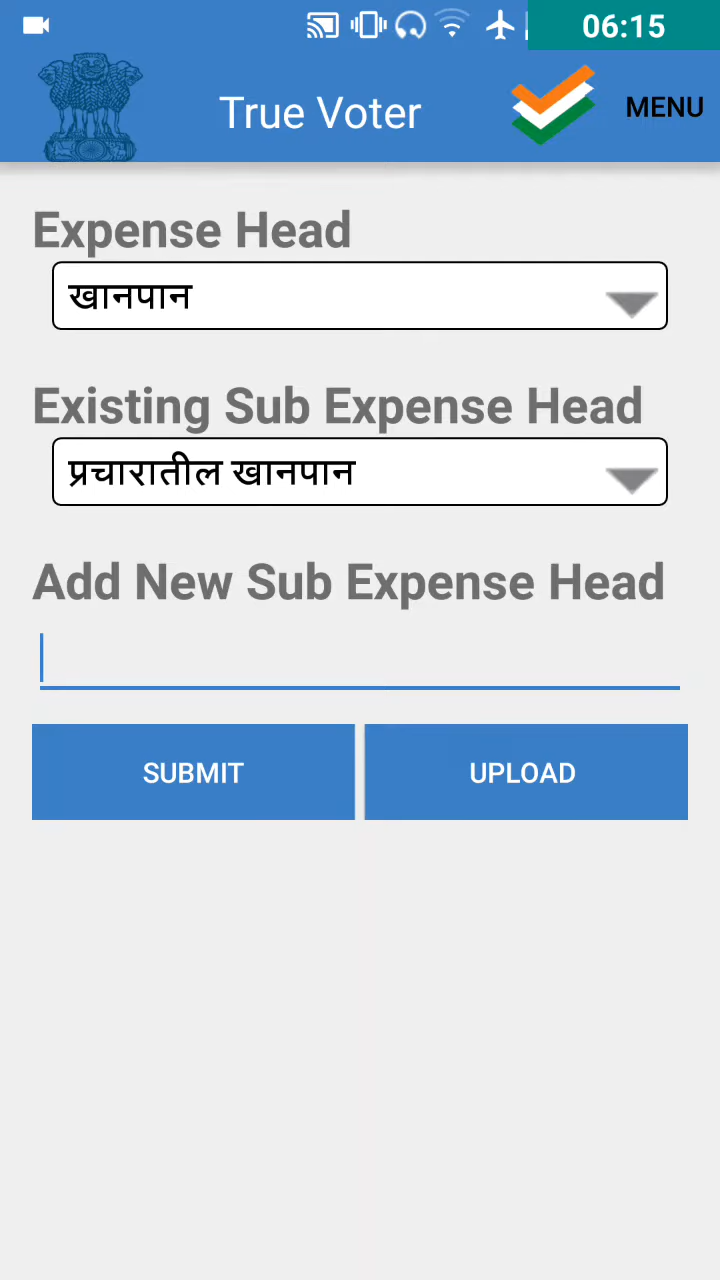 06:15
True Voter
MENU
Expense Head
खानपान
Existing Sub Expense Head
प्रचारातील खानपान
Add New Sub Expense Head
SUBMIT
UPLOAD